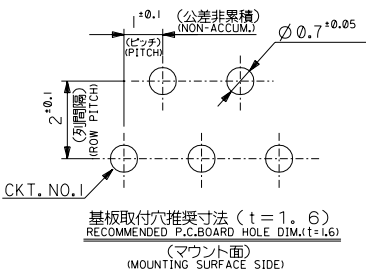 1±0.1
(公差非累積)
(NON-ACCUM.)
(ピッチ)
(PITCH)
Ø0.7±0.05
2±0.1
(列間隔)
(ROW PITCH)
CKT. NO.1
基板取付穴推奨寸法(t=1。6)
RECOMMENDED P.C.BOARD HOLE DIM.(t=1.6)
(マウント面)
(MOUNTING SURFACE SIDE)